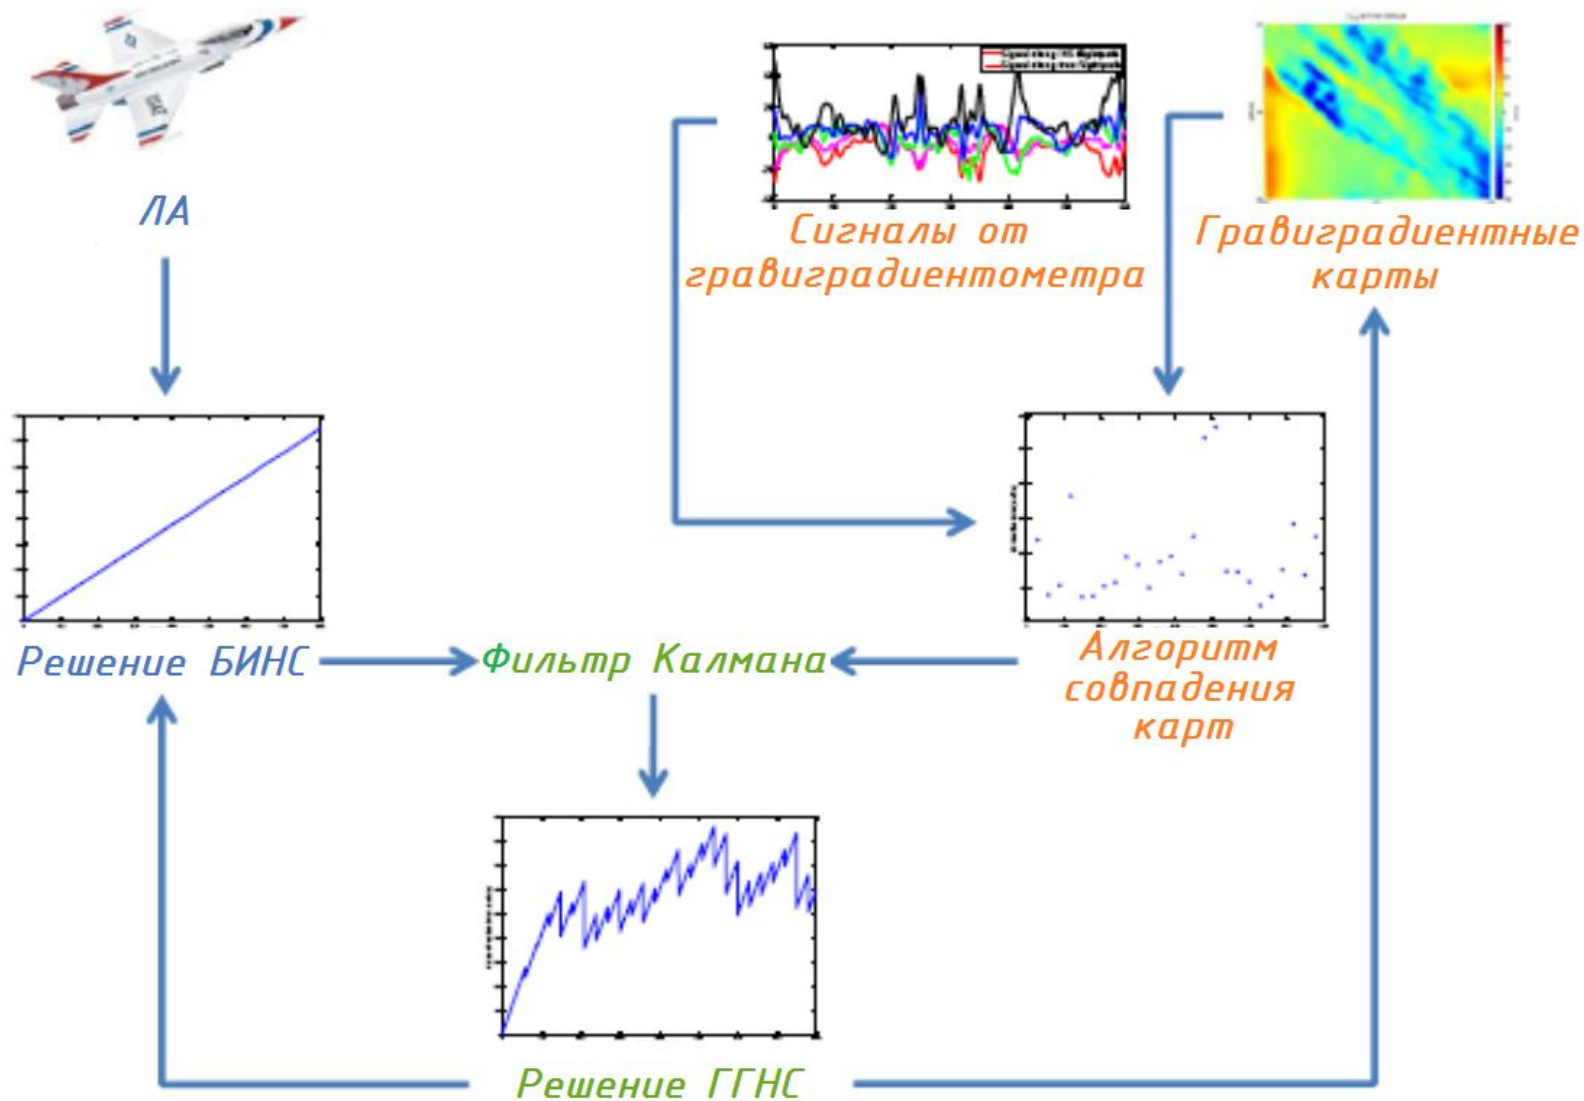 ЛА
Сигналы от
гравиградиентометра
Гравиградиентные
карты
Решение БИНС
Фильтр Калмана
Алгоритм
совпадения
карт
Решение ГГНС